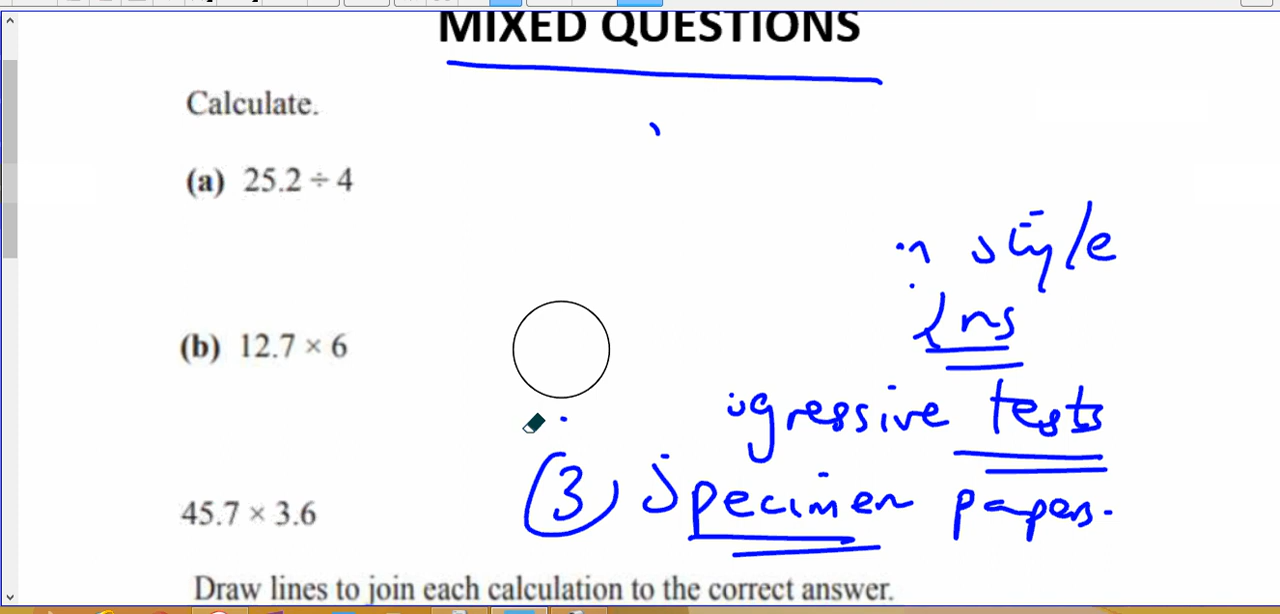 MIXED QUESTIONS
Calculate.
(a) 25.2 ÷ 4
style
(b) 12.7 × 6
gressive tests
(3) Specimen papers.
45.7 × 3.6
Draw lines to join each calculation to the correct answer.